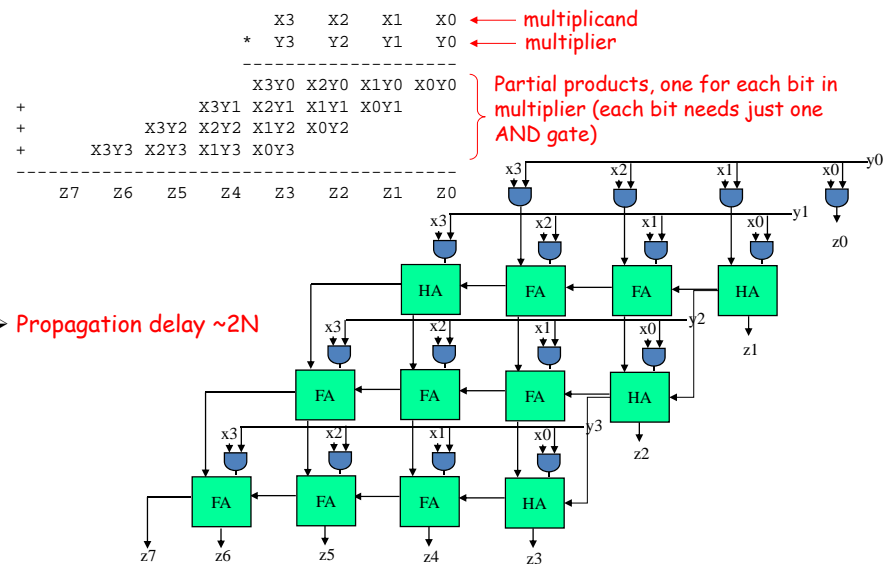 X3 X2 X1 X0 multiplicand
* Y3 Y2 Y1 Y0 multiplier
--------------------
X3Y0 X2Y0 X1Y0 X0Y0 Partial products, one for each bit in
+ X3Y1 X2Y1 X1Y1 X0Y1 multiplier (each bit needs just one
+ X3Y2 X2Y2 X1Y2 X0Y2 AND gate)
+ X3Y3 X2Y3 X1Y3 X0Y3
------------------------------------------
Z7 Z6 Z5 Z4 Z3 Z2 Z1 Z0
x3 x2 x1 x0 y0
z0
x3 x2 x1 x0 y1
HA FA FA HA
z1
Propagation delay ~2N
x3 x2 x1 x0 y2
FA FA FA HA
z2
x3 x2 x1 x0 y3
FA FA FA HA
z7 z6 z5 z4 z3